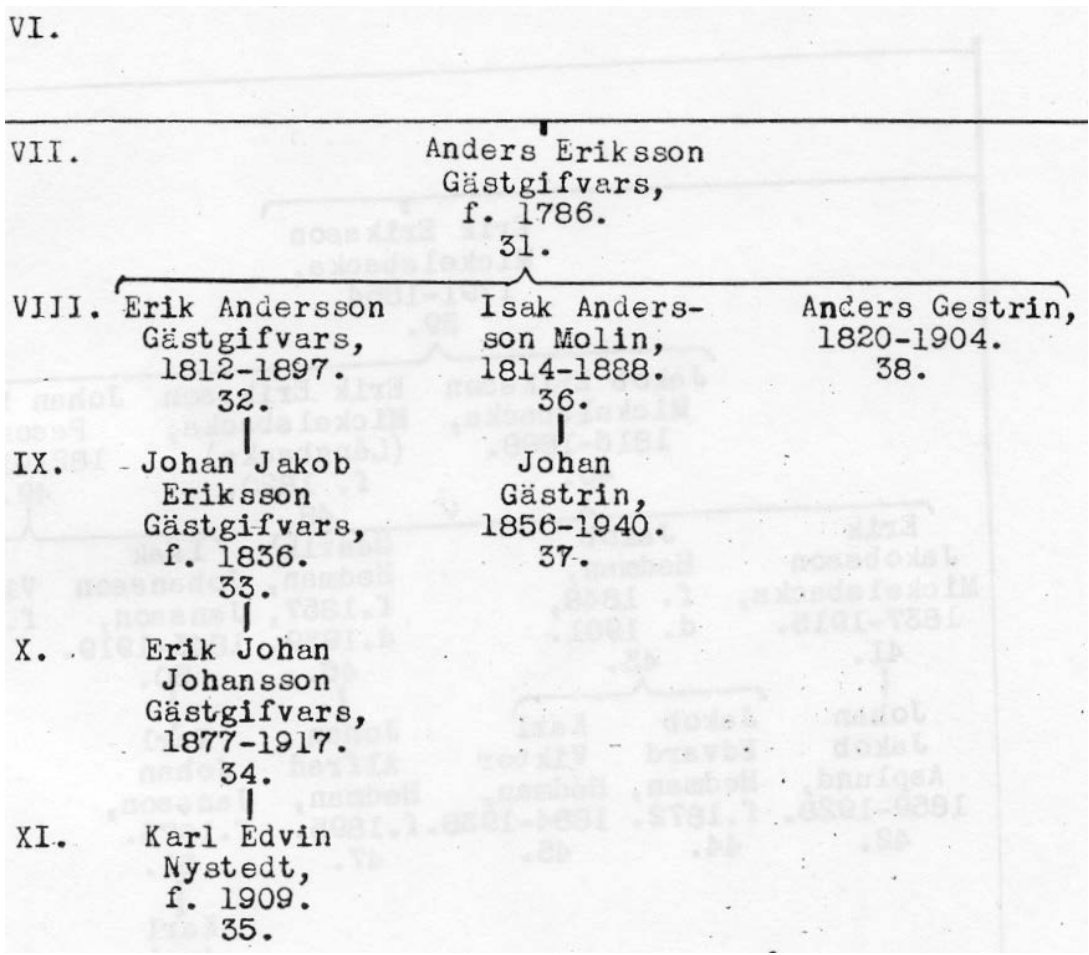 VI.
VII.
Anders Eriksson
Gästgifvars,
f. 1786.
31.
VIII.
Erik Andersson
Gästgifvars,
1812-1897.
32.
Isak Anders-
son Molin,
1814-1888.
36.
Anders Gestrin,
1820-1904.
38.
IX.
Johan Jakob
Eriksson
Gästgifvars,
f. 1836.
33.
Johan
Gästrin,
1856-1940.
37.
X.
Erik Johan
Johansson
Gästgifvars,
1877-1917.
34.
XI.
Karl Edvin
Nystedt,
f. 1909.
35.